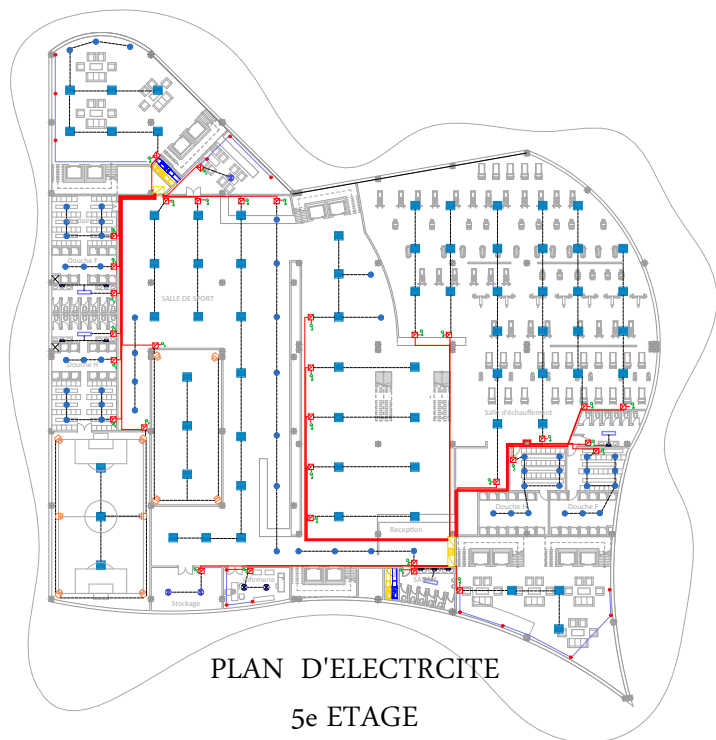 Douche F
SALLE DE SPORT
Douche H
Salle d'échauffement
Douche H
Douche F
Reception
Infirmerie
Stockage
PLAN D'ELECTRCITE
5e ETAGE